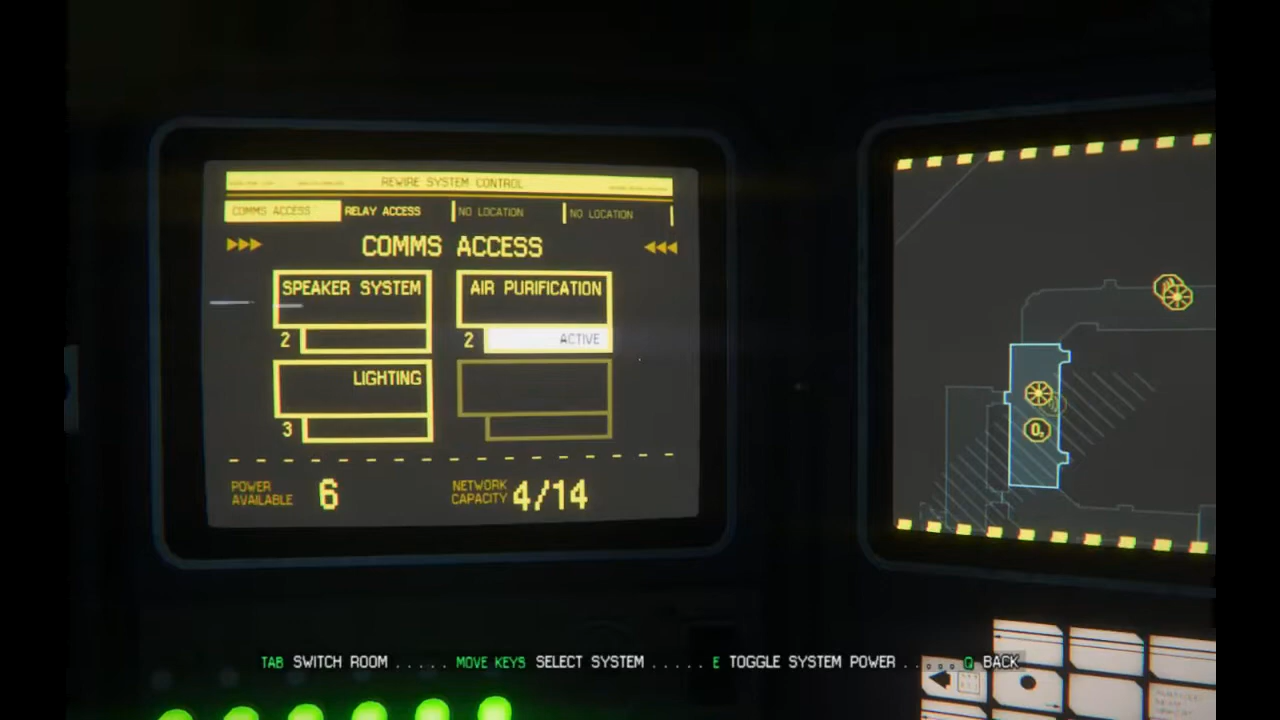 REWIRE SYSTEM CONTROL
COMMS ACCESS RELAY ACCESS NO LOCATION NO LOCATION
COMMS ACCESS
SPEAKER SYSTEM AIR PURIFICATION
2 2 ACTIVE
LIGHTING
3
POWER AVAILABLE 6 NETWORK CAPACITY 4/14
TAB SWITCH ROOM ..... MOVE KEYS SELECT SYSTEM ..... E TOGGLE SYSTEM POWER ..... Q BACK